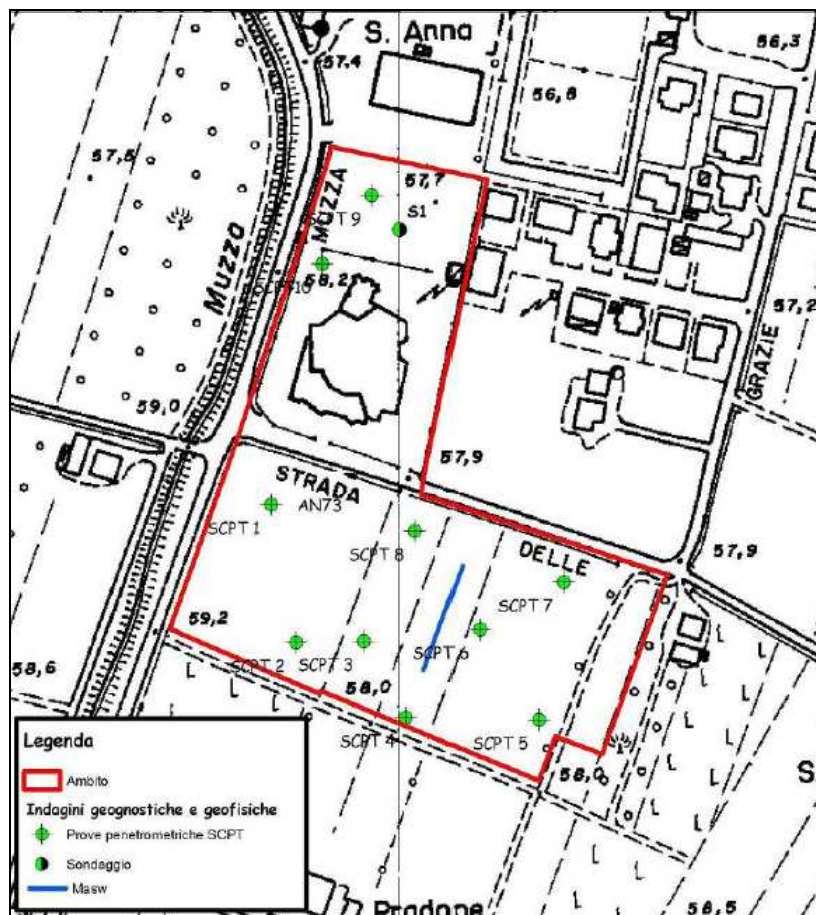 S. Anna
57.4
56,3
56,8
57,5
57,7
MUZZA
SCPT 9
S1
58,2
SCPT 10
Muzzo
57,2
GRAZIE
59,0
57,9
STRADA
AN73
SCPT 1
SCPT 8
DELLE
57,9
SCPT 7
59,2
SCPT 6
58,6
SCPT 2
SCPT 3
58,0
SCPT 4
SCPT 5
58,0
S.
Legenda
Ambito
Indagini geognostiche e geofisiche
Prove penetrometriche SCPT
Sondaggio
Masw
58,5